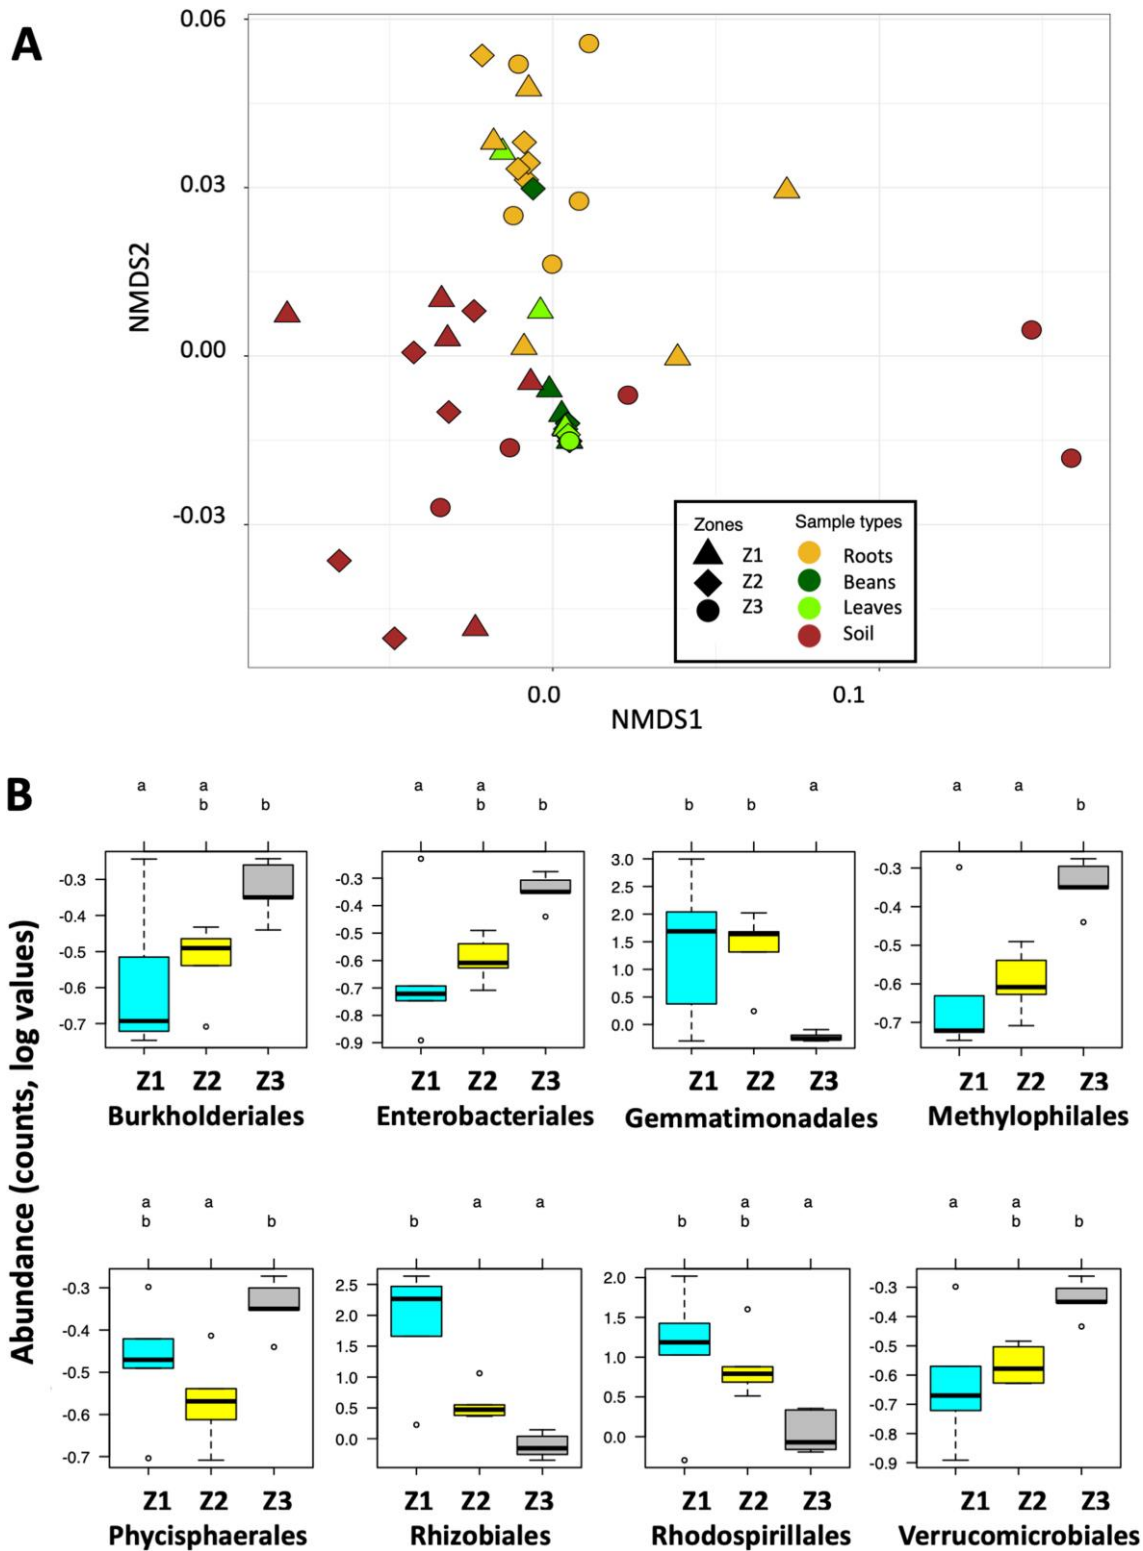 A
0.06
0.03
0.00
-0.03
NMDS2
0.0
0.1
NMDS1
Zones
Z1
Z2
Z3
Sample types
Roots
Beans
Leaves
Soil
B
Abundance (counts, log values)
a a b b
-0.3
-0.4
-0.5
-0.6
-0.7
Z1 Z2 Z3
Burkholderiales
a a b b
-0.3
-0.4
-0.5
-0.6
-0.7
-0.8
-0.9
Z1 Z2 Z3
Enterobacteriales
b b a
3.0
2.5
2.0
1.5
1.0
0.5
0.0
Z1 Z2 Z3
Gemmatimonadales
a a b
-0.3
-0.4
-0.5
-0.6
-0.7
Z1 Z2 Z3
Methylophilales
a b a b
-0.3
-0.4
-0.5
-0.6
-0.7
Z1 Z2 Z3
Phycisphaerales
b a a
2.5
2.0
1.5
1.0
0.5
0.0
Z1 Z2 Z3
Rhizobiales
b a b a
2.0
1.5
1.0
0.5
0.0
Z1 Z2 Z3
Rhodospirillales
a a b b
-0.3
-0.4
-0.5
-0.6
-0.7
-0.8
-0.9
Z1 Z2 Z3
Verrucomicrobiales